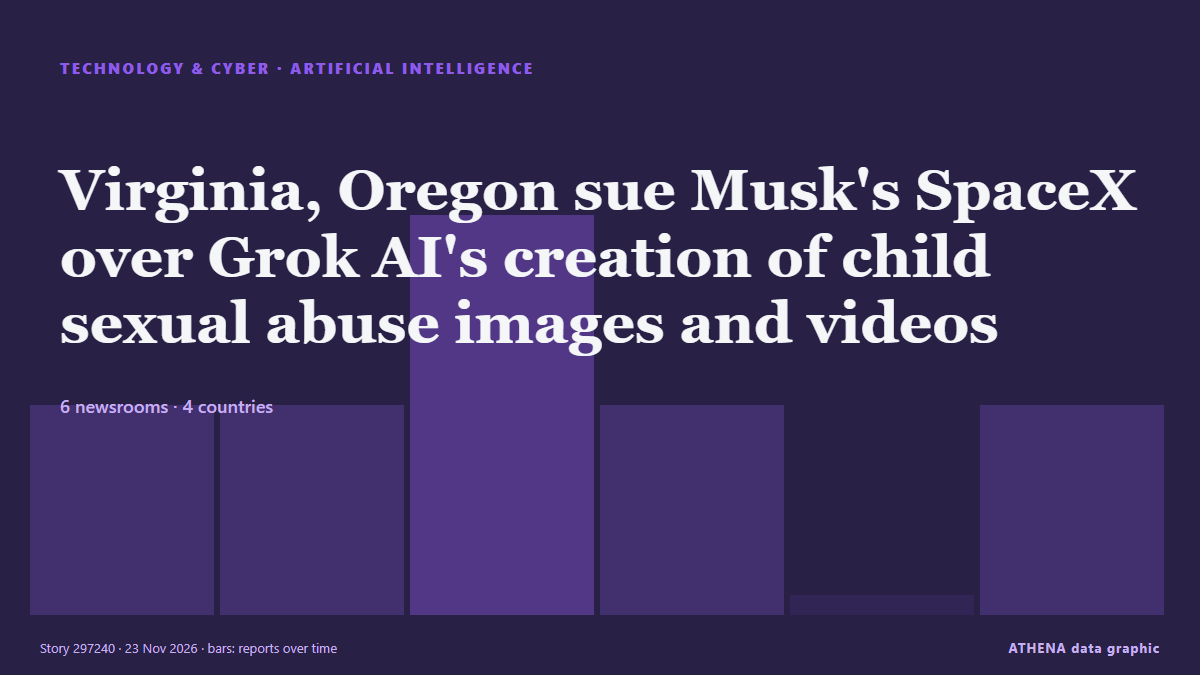 TECHNOLOGY & CYBER · ARTIFICIAL INTELLIGENCE
Virginia, Oregon sue Musk's SpaceX
over Grok AI's creation of child
sexual abuse images and videos
6 newsrooms · 4 countries
Story 297240 · 23 Nov 2026 · bars: reports over time
ATHENA data graphic